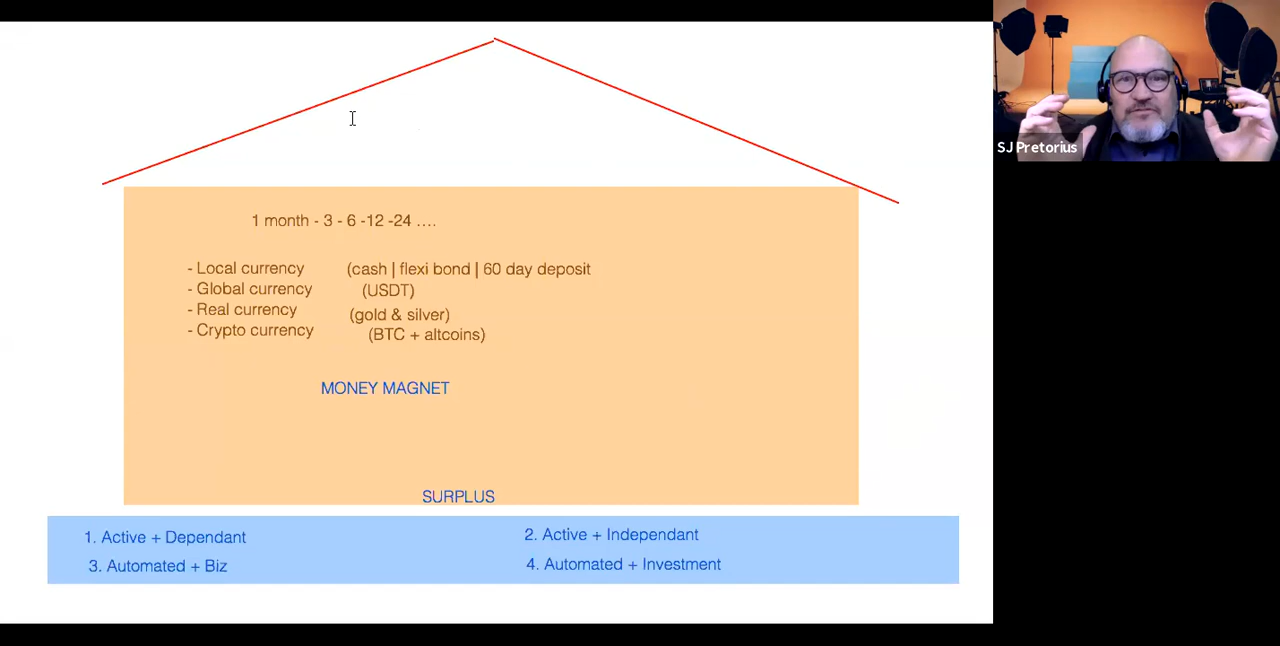 SJ Pretorius
1 month - 3 - 6 -12 -24 ....
- Local currency (cash | flexi bond | 60 day deposit
- Global currency (USDT)
- Real currency (gold & silver)
- Crypto currency (BTC + altcoins)
MONEY MAGNET
SURPLUS
1. Active + Dependant 2. Active + Independant
3. Automated + Biz 4. Automated + Investment